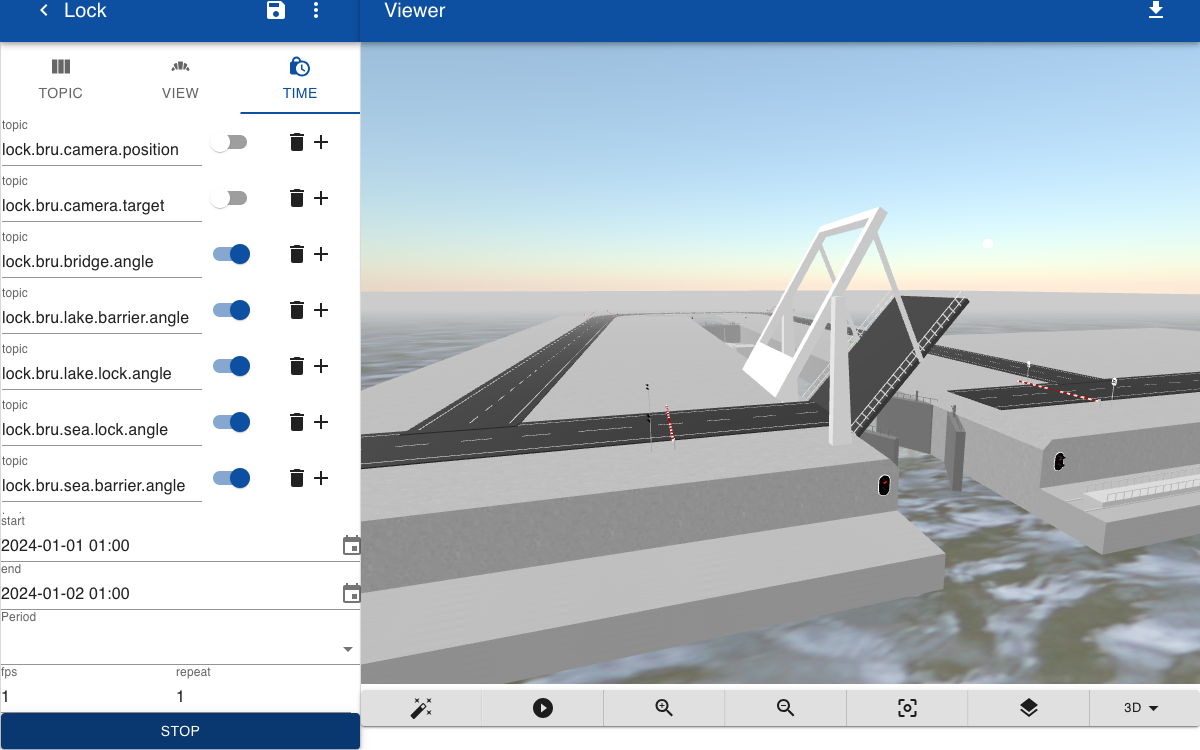 Lock
Viewer
TOPIC
VIEW
TIME
topic
lock.bru.camera.position
topic
lock.bru.camera.target
topic
lock.bru.bridge.angle
topic
lock.bru.lake.barrier.angle
topic
lock.bru.lake.lock.angle
topic
lock.bru.sea.lock.angle
topic
lock.bru.sea.barrier.angle
start
2024-01-01 01:00
end
2024-01-02 01:00
Period
fps
repeat
1
1
STOP
3D